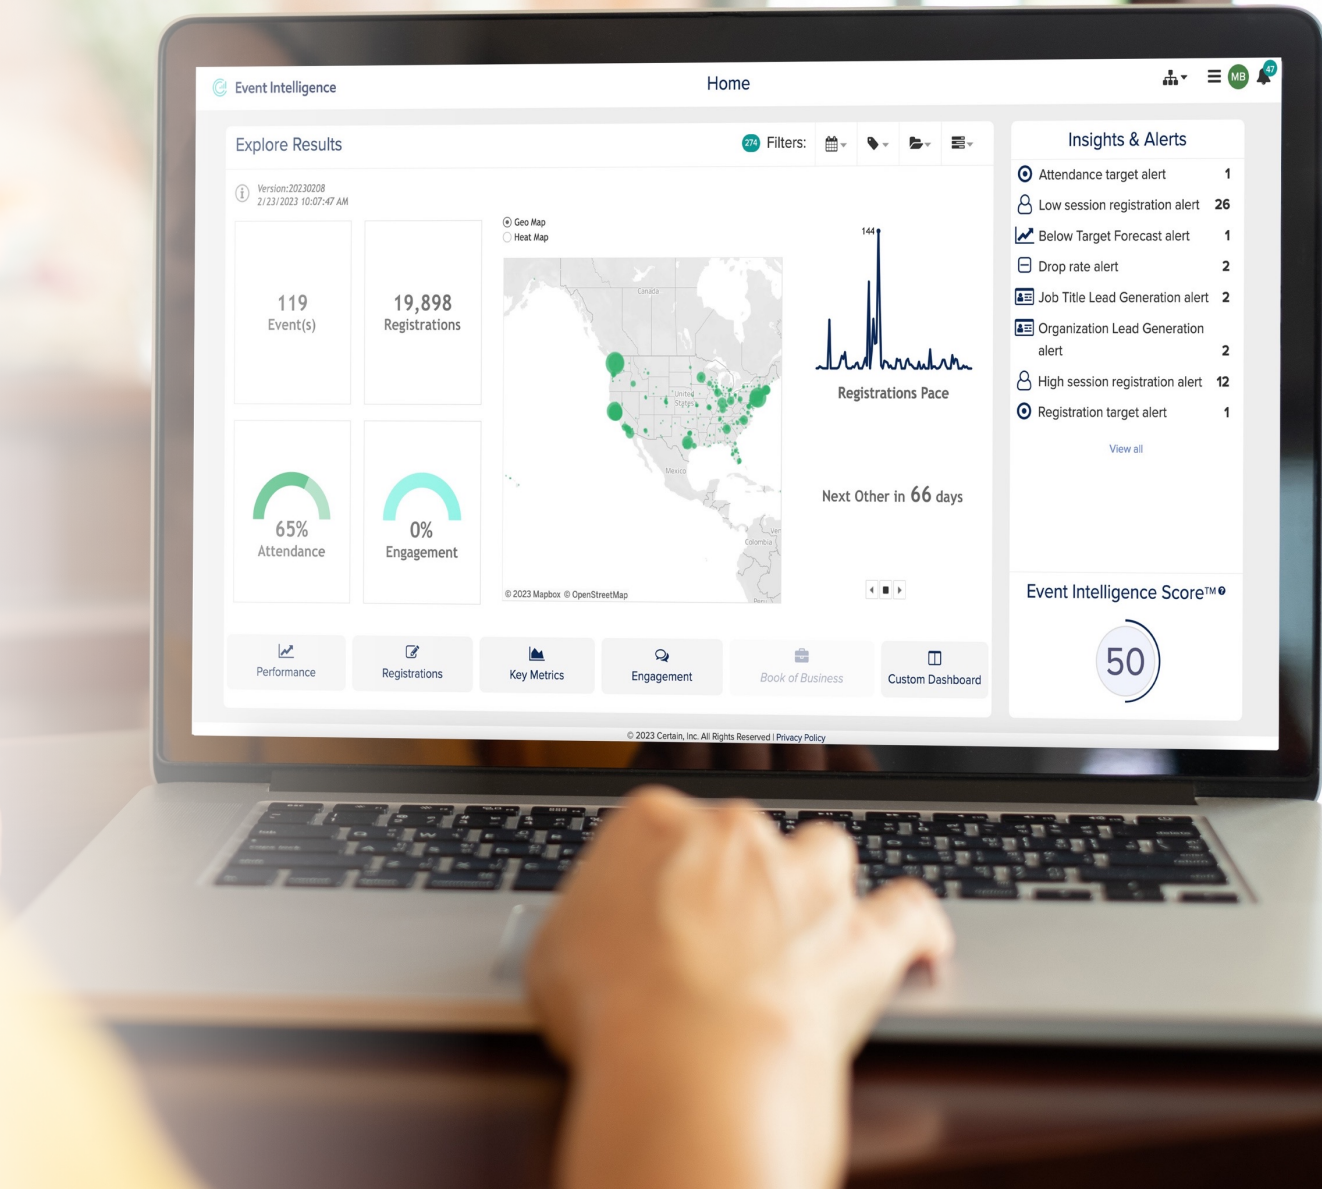 Event Intelligence
Home
MB
47
Explore Results
274 Filters:
Version:20230208
2/23/2023 10:07:47 AM
119
Event(s)
19,898
Registrations
65%
Attendance
0%
Engagement
Geo Map
Heat Map
Canada
United
States
Mexico
Ven
Colombia
Peru
© 2023 Mapbox © OpenStreetMap
144
Registrations Pace
Next Other in 66 days
Performance
Registrations
Key Metrics
Engagement
Book of Business
Custom Dashboard
Insights & Alerts
Attendance target alert 1
Low session registration alert 26
Below Target Forecast alert 1
Drop rate alert 2
Job Title Lead Generation alert 2
Organization Lead Generation
alert 2
High session registration alert 12
Registration target alert 1
View all
Event Intelligence Score™
50
© 2023 Certain, Inc. All Rights Reserved | Privacy Policy